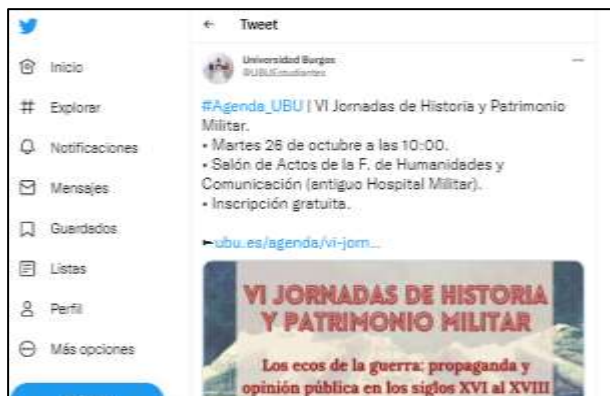 Inicio
Explorar
Notificaciones
Mensajes
Guardados
Listas
Perfil
Más opciones
← Tweet
Universidad Burgos
@UBUEstudiantes
#Agenda_UBU | VI Jornadas de Historia y Patrimonio
Militar.
• Martes 26 de octubre a las 10:00.
• Salón de Actos de la F. de Humanidades y
Comunicación (antiguo Hospital Militar).
• Inscripción gratuita.
►ubu.es/agenda/vi-jorn...
VI JORNADAS DE HISTORIA
Y PATRIMONIO MILITAR
Los ecos de la guerra: propaganda y
opinión pública en los siglos XVI al XVIII